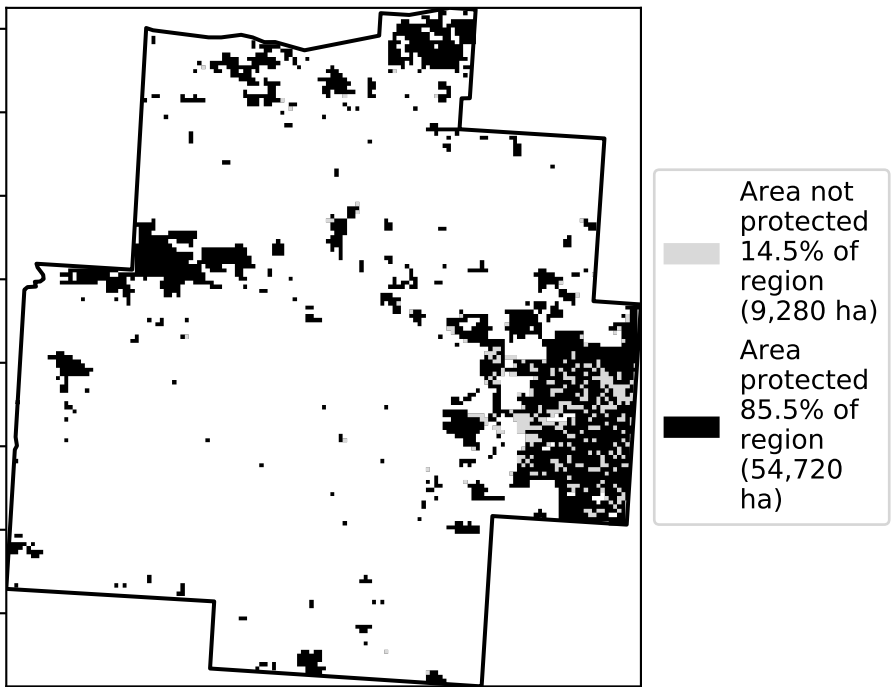 Area not
protected
14.5% of
region
(9,280 ha)
Area
protected
85.5% of
region
(54,720
ha)